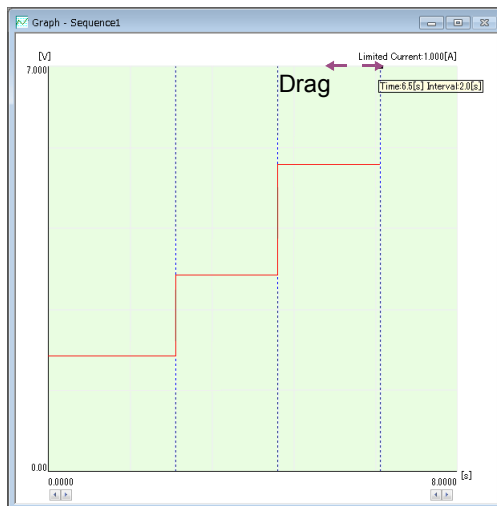 Graph - Sequence1
[V]
Limited Current:1.000[A]
7.000
Drag
Time:6.5[s] Interval:2.0[s]
0.00
0.0000
8.0000
[s]